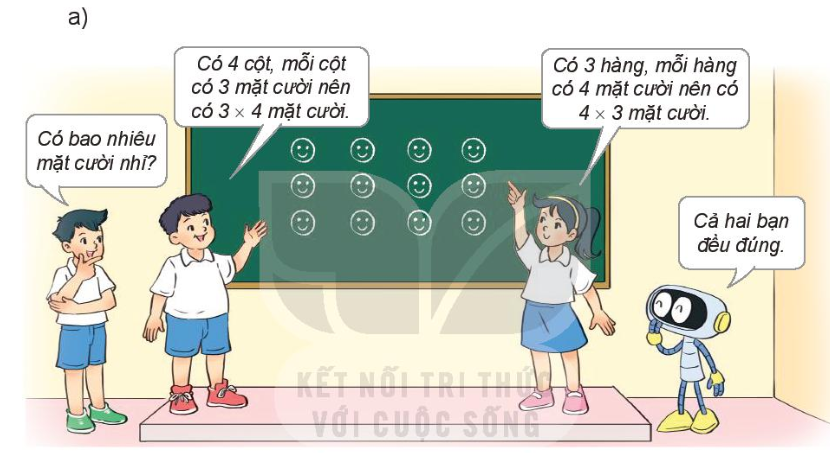 a)
Có 4 cột, mỗi cột
có 3 mặt cười nên
có 3 × 4 mặt cười.
Có 3 hàng, mỗi hàng
có 4 mặt cười nên có
4 × 3 mặt cười.
Có bao nhiêu
mặt cười nhỉ?
Cả hai bạn
đều đúng.
KẾT NỐI TRI THỨC
VỚI CUỘC SỐNG